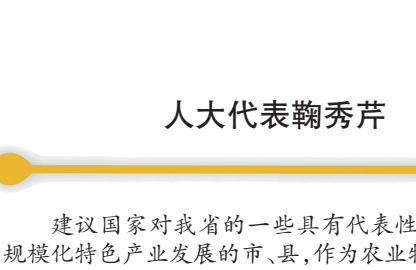 人大代表鞠秀芹
建议国家对我省的一些具有代表性
规模化特色产业发展的市、县,作为农业